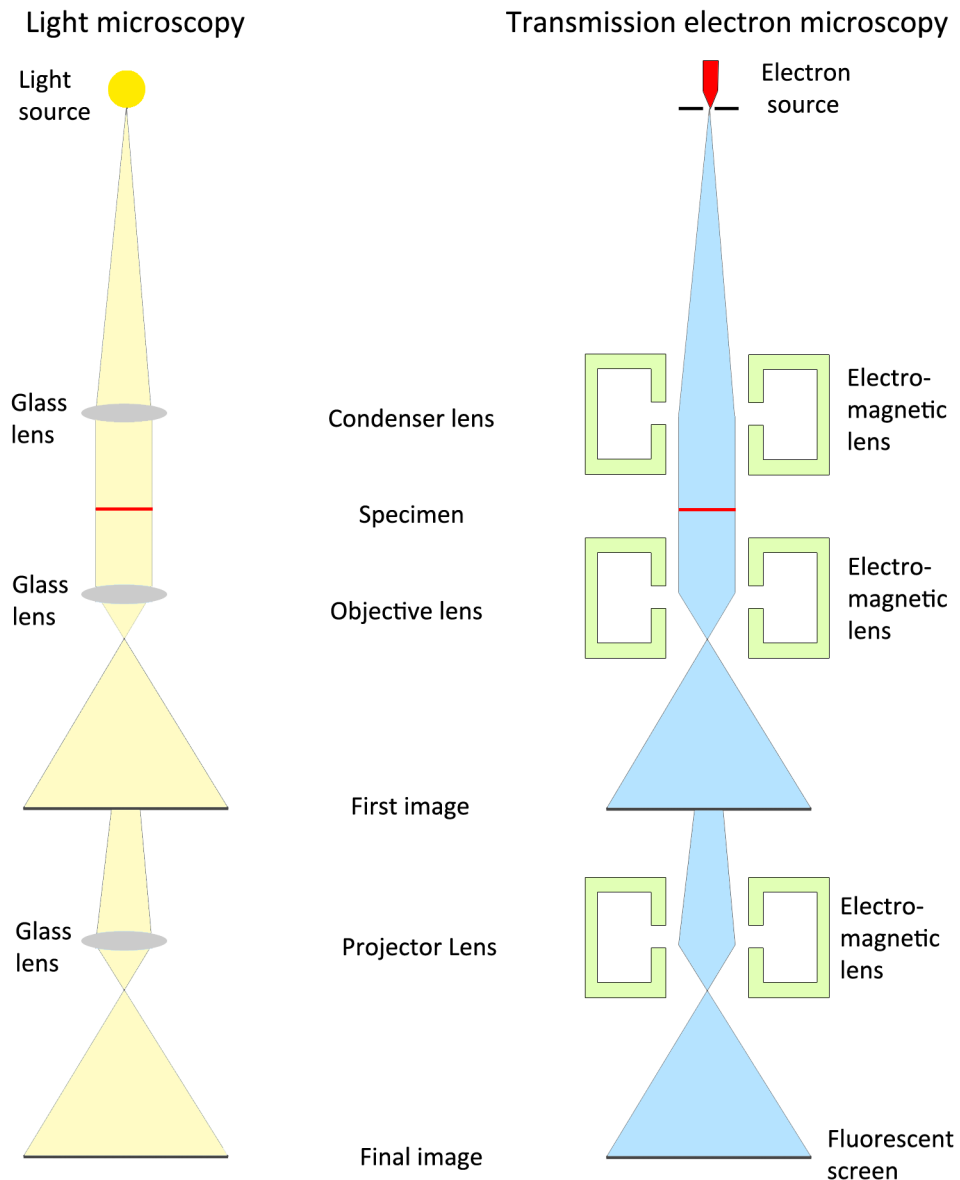 Light microscopy
Transmission electron microscopy
Light
source
Electron
source
Glass
lens
Condenser lens
Electro-
magnetic
lens
Specimen
Glass
lens
Objective lens
Electro-
magnetic
lens
First image
Glass
lens
Projector Lens
Electro-
magnetic
lens
Final image
Fluorescent
screen